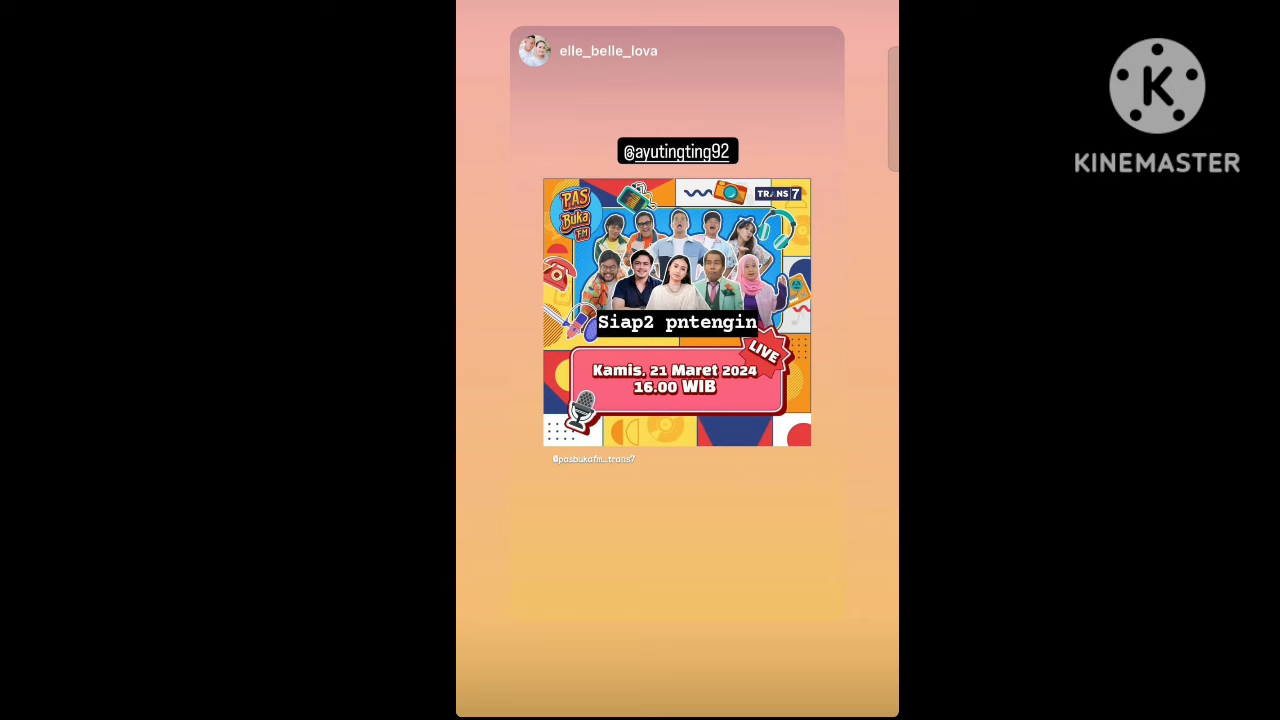 elle_belle_lova
KINEMASTER
@ayutingting92
PAS
Buka
FM
TRANS 7
Siap2 pntengin
LIVE
Kamis, 21 Maret 2024
16.00 WIB
@pasbukafm_trans7